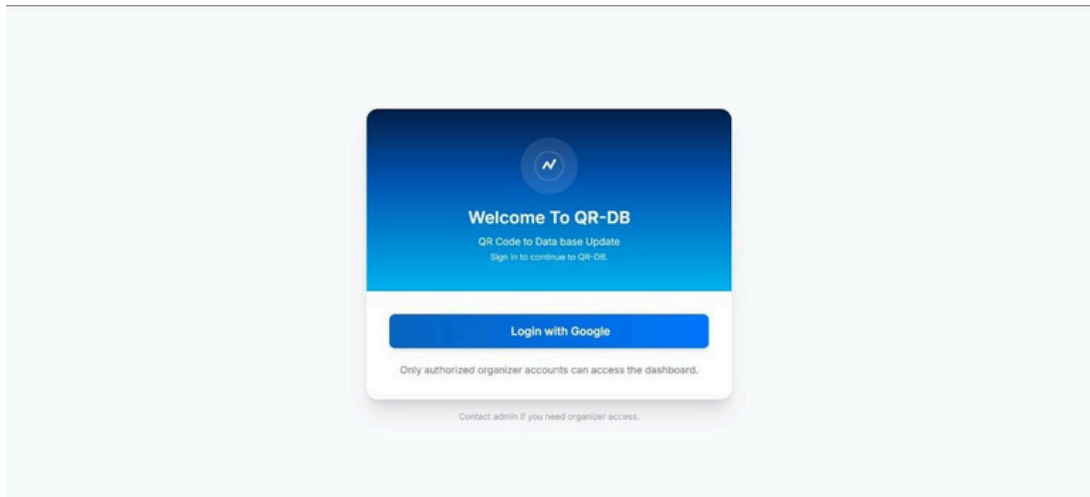 Welcome To QR-DB
QR Code to Data base Update
Sign in to continue to QR-DB.
Login with Google
Only authorized organizer accounts can access the dashboard.
Contact admin if you need organizer access.